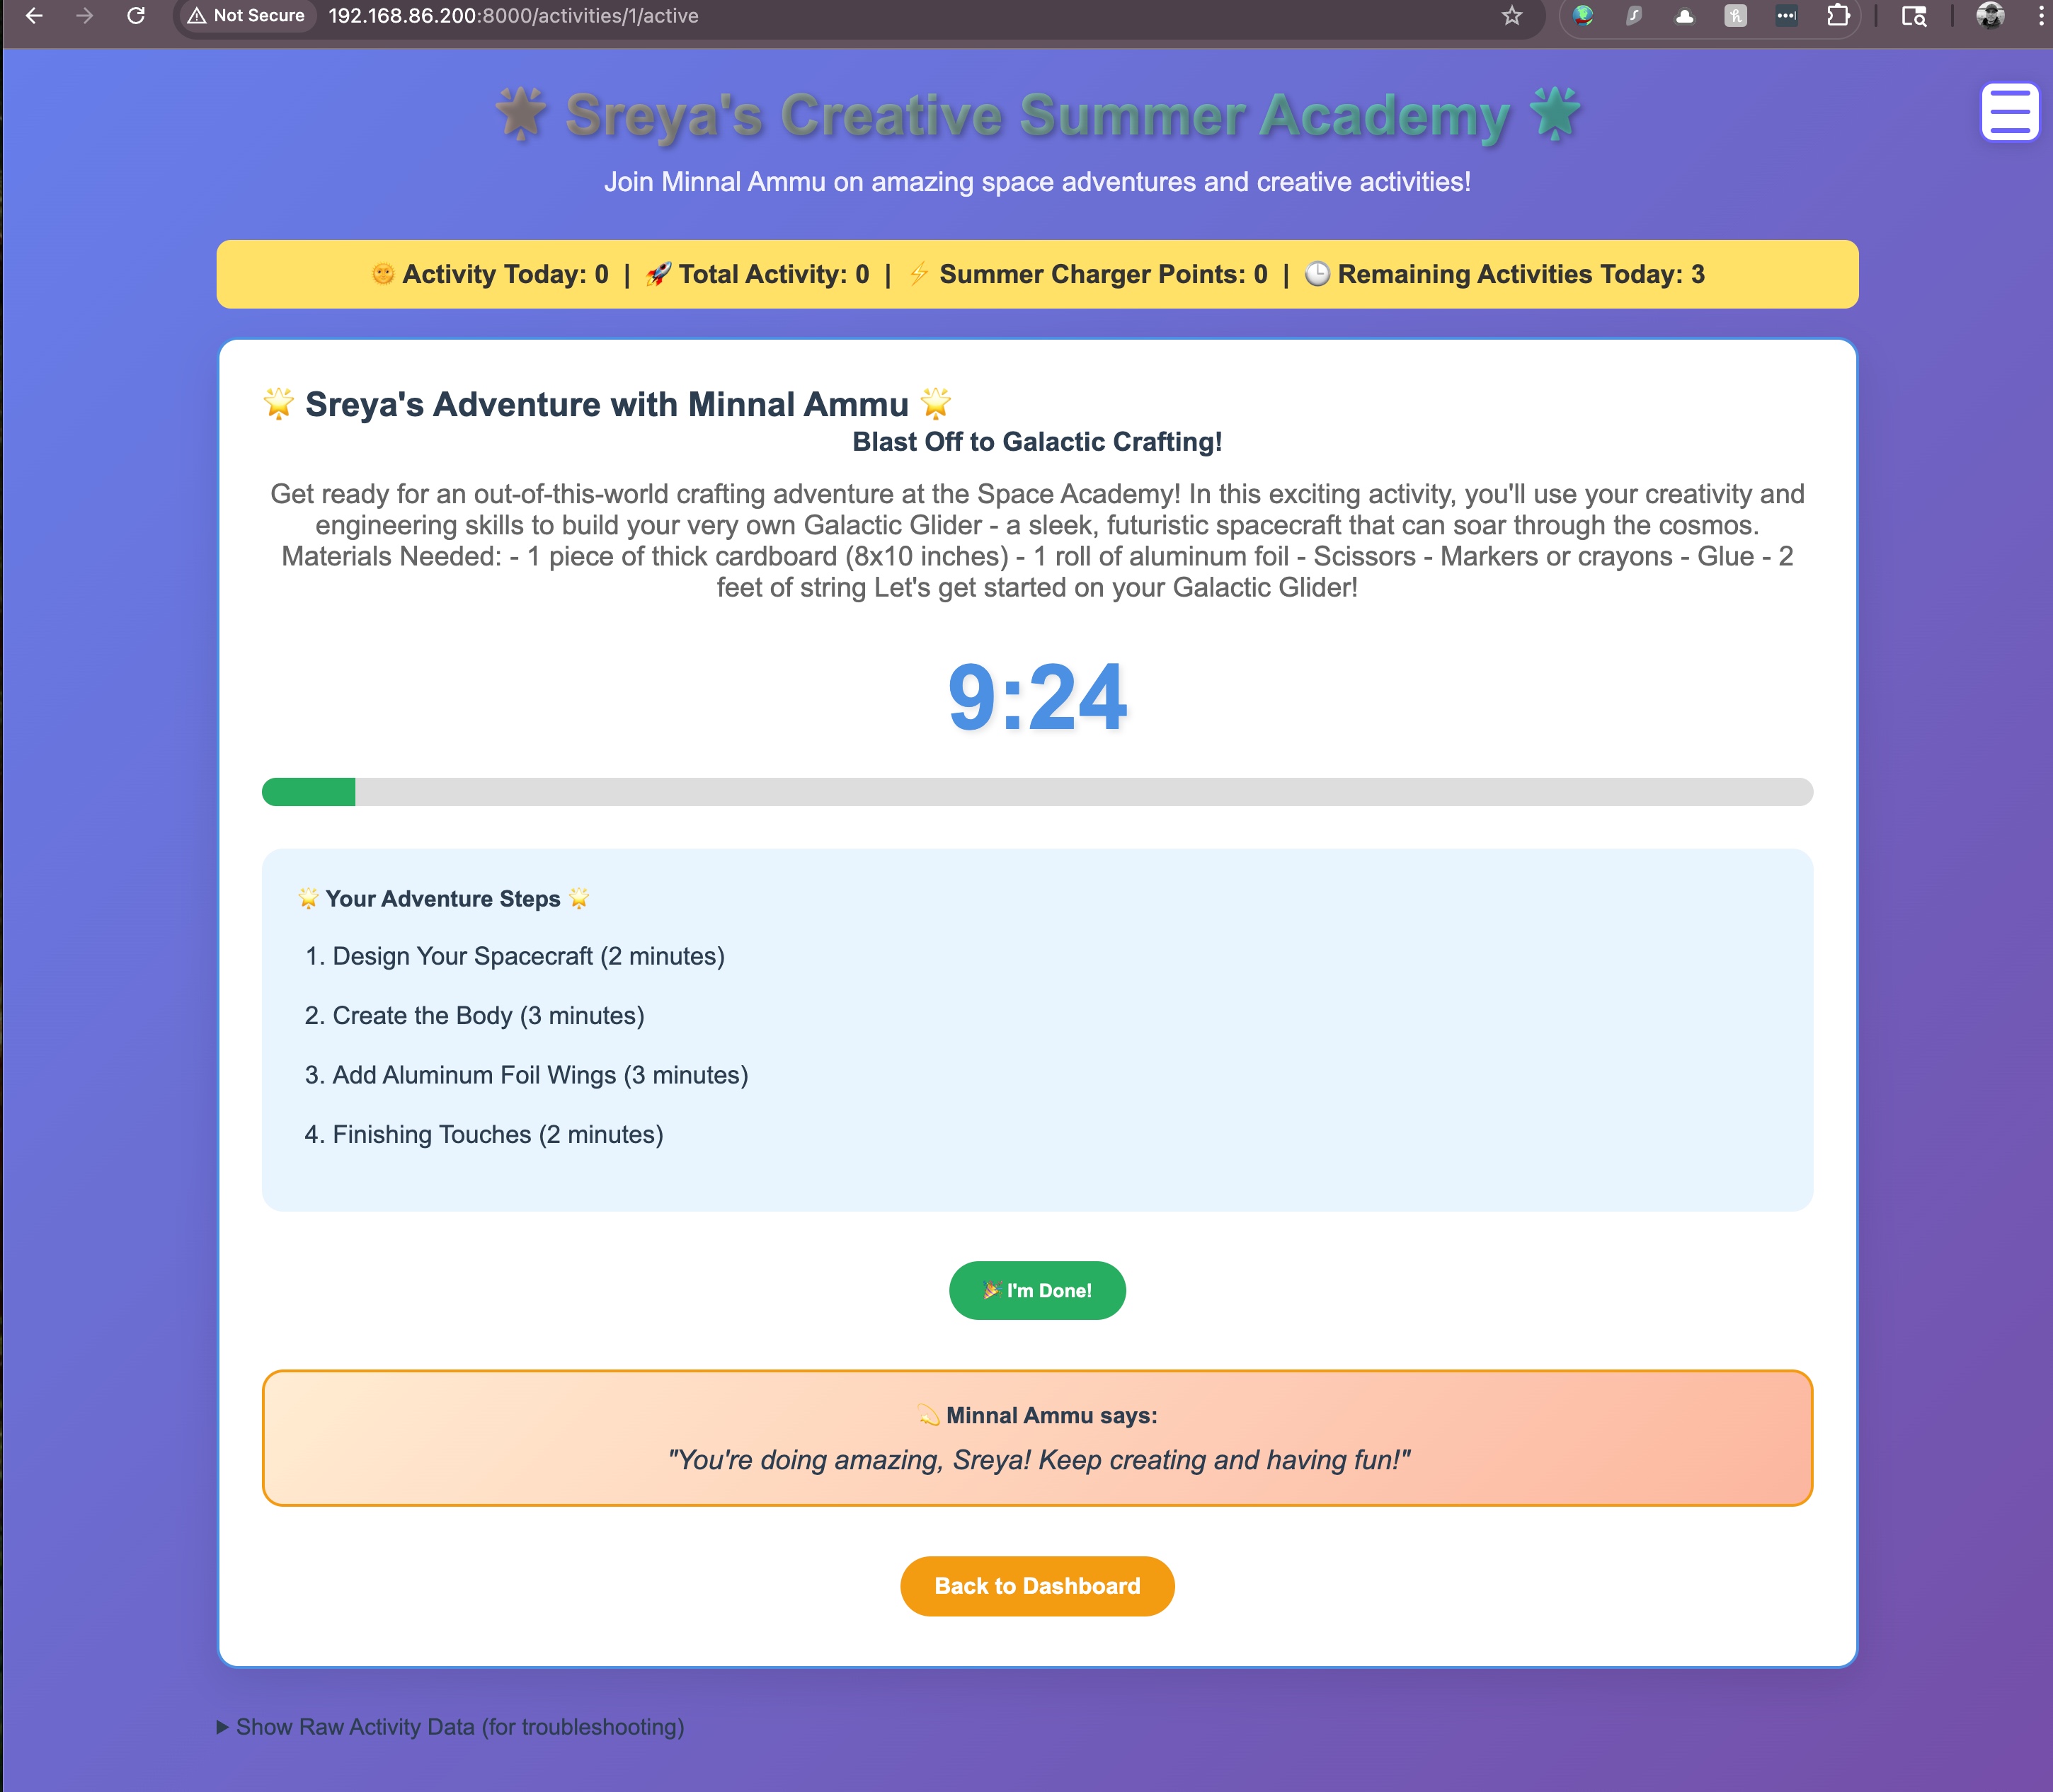 Not Secure 192.168.86.200:8000/activities/1/active
🌟 Sreya's Creative Summer Academy 🌟
Join Minnal Ammu on amazing space adventures and creative activities!
🌞 Activity Today: 0 | 🚀 Total Activity: 0 | ⚡ Summer Charger Points: 0 | 🕒 Remaining Activities Today: 3
🌟 Sreya's Adventure with Minnal Ammu 🌟
Blast Off to Galactic Crafting!
Get ready for an out-of-this-world crafting adventure at the Space Academy! In this exciting activity, you'll use your creativity and
engineering skills to build your very own Galactic Glider - a sleek, futuristic spacecraft that can soar through the cosmos.
Materials Needed: - 1 piece of thick cardboard (8x10 inches) - 1 roll of aluminum foil - Scissors - Markers or crayons - Glue - 2
feet of string Let's get started on your Galactic Glider!
9:24
🌟 Your Adventure Steps 🌟
1. Design Your Spacecraft (2 minutes)
2. Create the Body (3 minutes)
3. Add Aluminum Foil Wings (3 minutes)
4. Finishing Touches (2 minutes)
🎉 I'm Done!
💫 Minnal Ammu says:
"You're doing amazing, Sreya! Keep creating and having fun!"
Back to Dashboard
▶ Show Raw Activity Data (for troubleshooting)